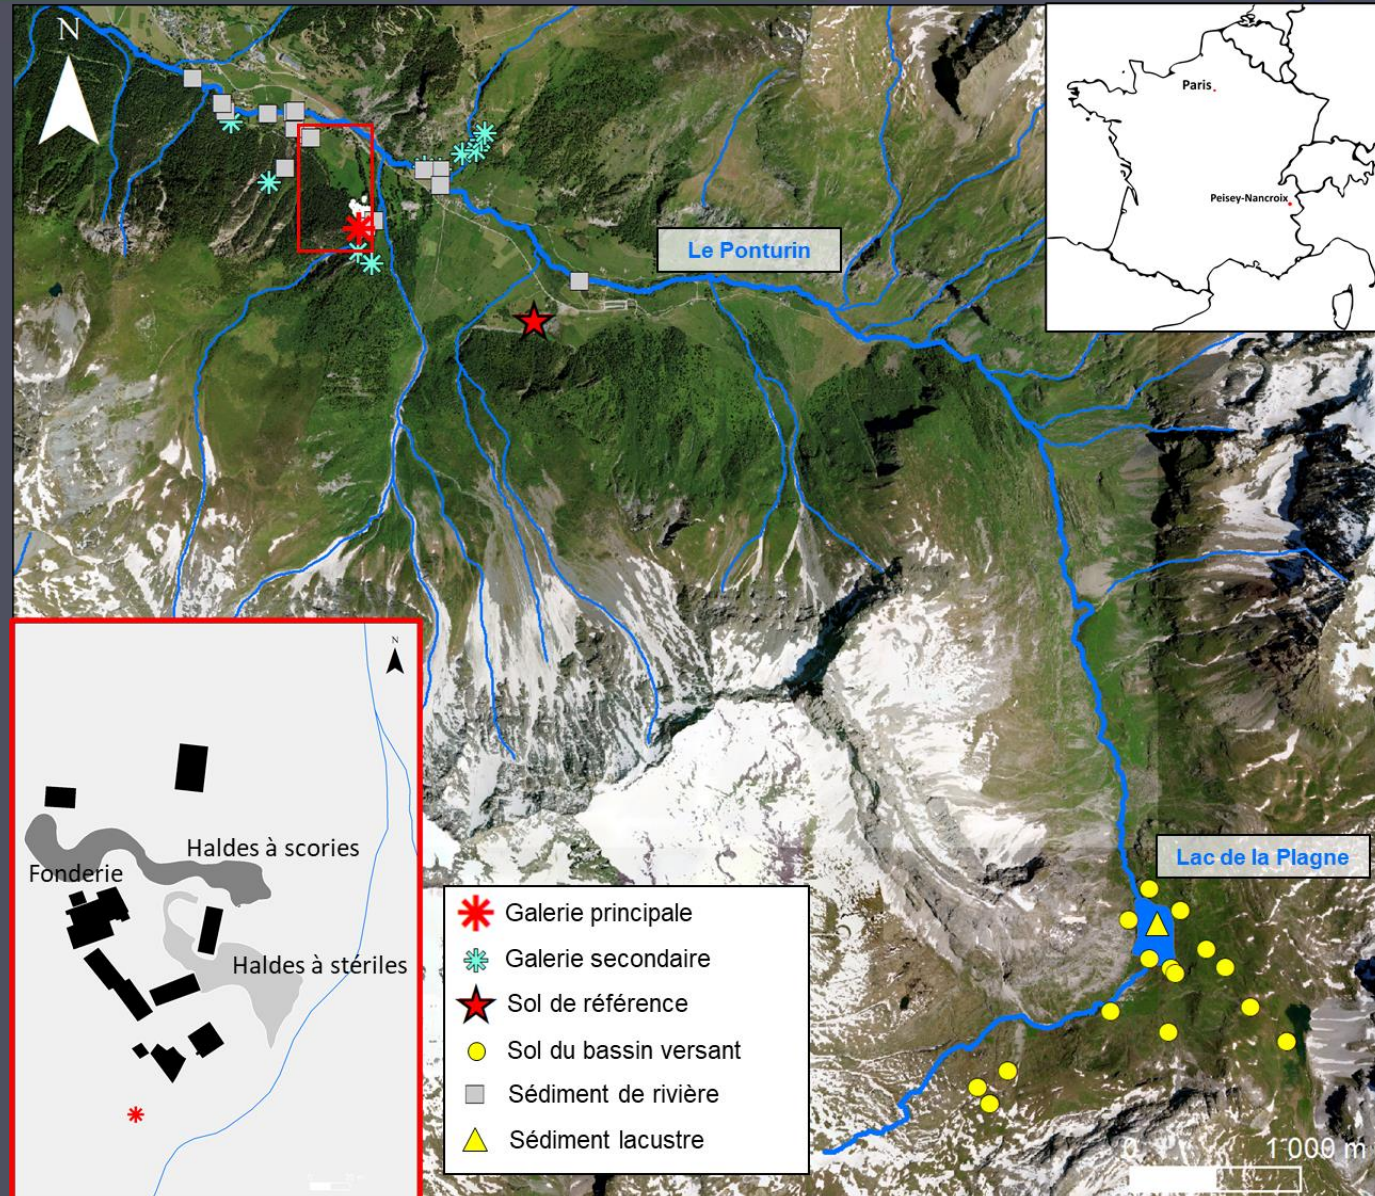 N
Paris
Peisey-Nancroix
Le Ponturin
Lac de la Plagne
N
Haldes à scories
Fonderie
Haldes à stériles
Galerie principale
Galerie secondaire
Sol de référence
Sol du bassin versant
Sédiment de rivière
Sédiment lacustre
0 1 000 m